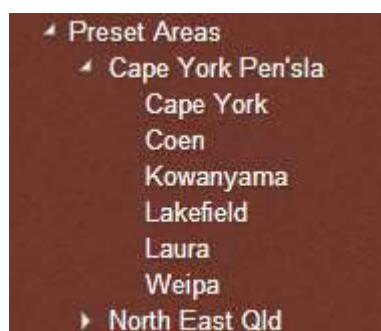 Preset Areas
Cape York Pen'sla
Cape York
Coen
Kowanyama
Lakefield
Laura
Weipa
North East Qld